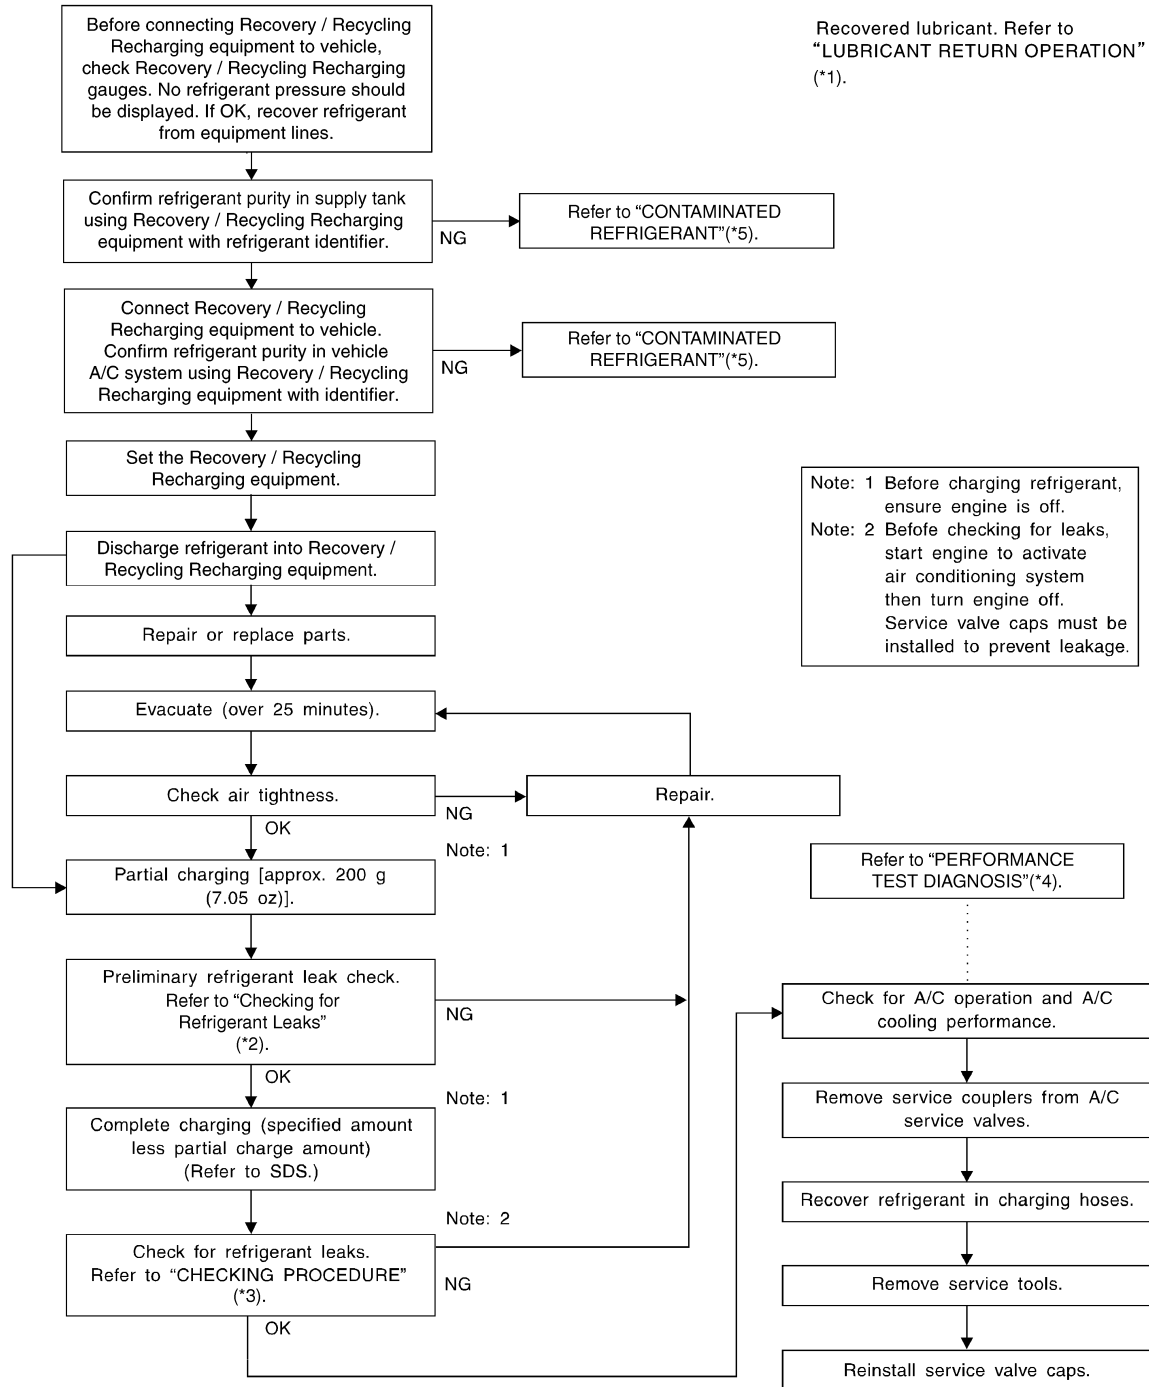 Before connecting Recovery / Recycling
Recharging equipment to vehicle,
check Recovery / Recycling Recharging
gauges. No refrigerant pressure should
be displayed. If OK, recover refrigerant
from equipment lines.
Recovered lubricant. Refer to
“LUBRICANT RETURN OPERATION”
(*1).
Confirm refrigerant purity in supply tank
using Recovery / Recycling Recharging
equipment with refrigerant identifier.
NG
Refer to “CONTAMINATED
REFRIGERANT”(*5).
Connect Recovery / Recycling
Recharging equipment to vehicle.
Confirm refrigerant purity in vehicle
A/C system using Recovery / Recycling
Recharging equipment with identifier.
NG
Refer to “CONTAMINATED
REFRIGERANT”(*5).
Set the Recovery / Recycling
Recharging equipment.
Note: 1 Before charging refrigerant,
ensure engine is off.
Note: 2 Befofe checking for leaks,
start engine to activate
air conditioning system
then turn engine off.
Service valve caps must be
installed to prevent leakage.
Discharge refrigerant into Recovery /
Recycling Recharging equipment.
Repair or replace parts.
Evacuate (over 25 minutes).
Check air tightness.
NG
Repair.
OK
Note: 1
Partial charging [approx. 200 g
(7.05 oz)].
Preliminary refrigerant leak check.
Refer to “Checking for
Refrigerant Leaks”
(*2).
NG
OK
Note: 1
Complete charging (specified amount
less partial charge amount)
(Refer to SDS.)
Note: 2
Check for refrigerant leaks.
Refer to “CHECKING PROCEDURE”
(*3).
NG
OK
Refer to “PERFORMANCE
TEST DIAGNOSIS”(*4).
Check for A/C operation and A/C
cooling performance.
Remove service couplers from A/C
service valves.
Recover refrigerant in charging hoses.
Remove service tools.
Reinstall service valve caps.